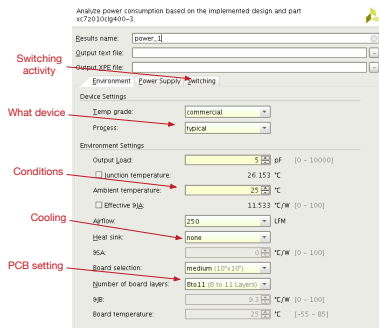 Analyze power consumption based on the implemented design and part
xc7z010clg400-3.
Results name: power_1
Output text file:
Output XPE file:
Switching
activity
Environment Power Supply Switching
Device Settings
What device
Temp grade: commercial
Process: typical
Environment Settings
Output Load: 5 pF [0 - 10000]
Junction temperature: 26.153 °C
Conditions
Ambient temperature: 25 °C
Effective θJA: 11.533 °C/W [0 - 100]
Cooling
Airflow: 250 LFM
Heat sink: none
θSA: 0 °C/W [0 - 100]
PCB setting
Board selection: medium (10"x10")
Number of board layers: 8to11 (8 to 11 Layers)
θJB: 9.3 °C/W [0 - 100]
Board temperature: 25 °C [-55 - 85]